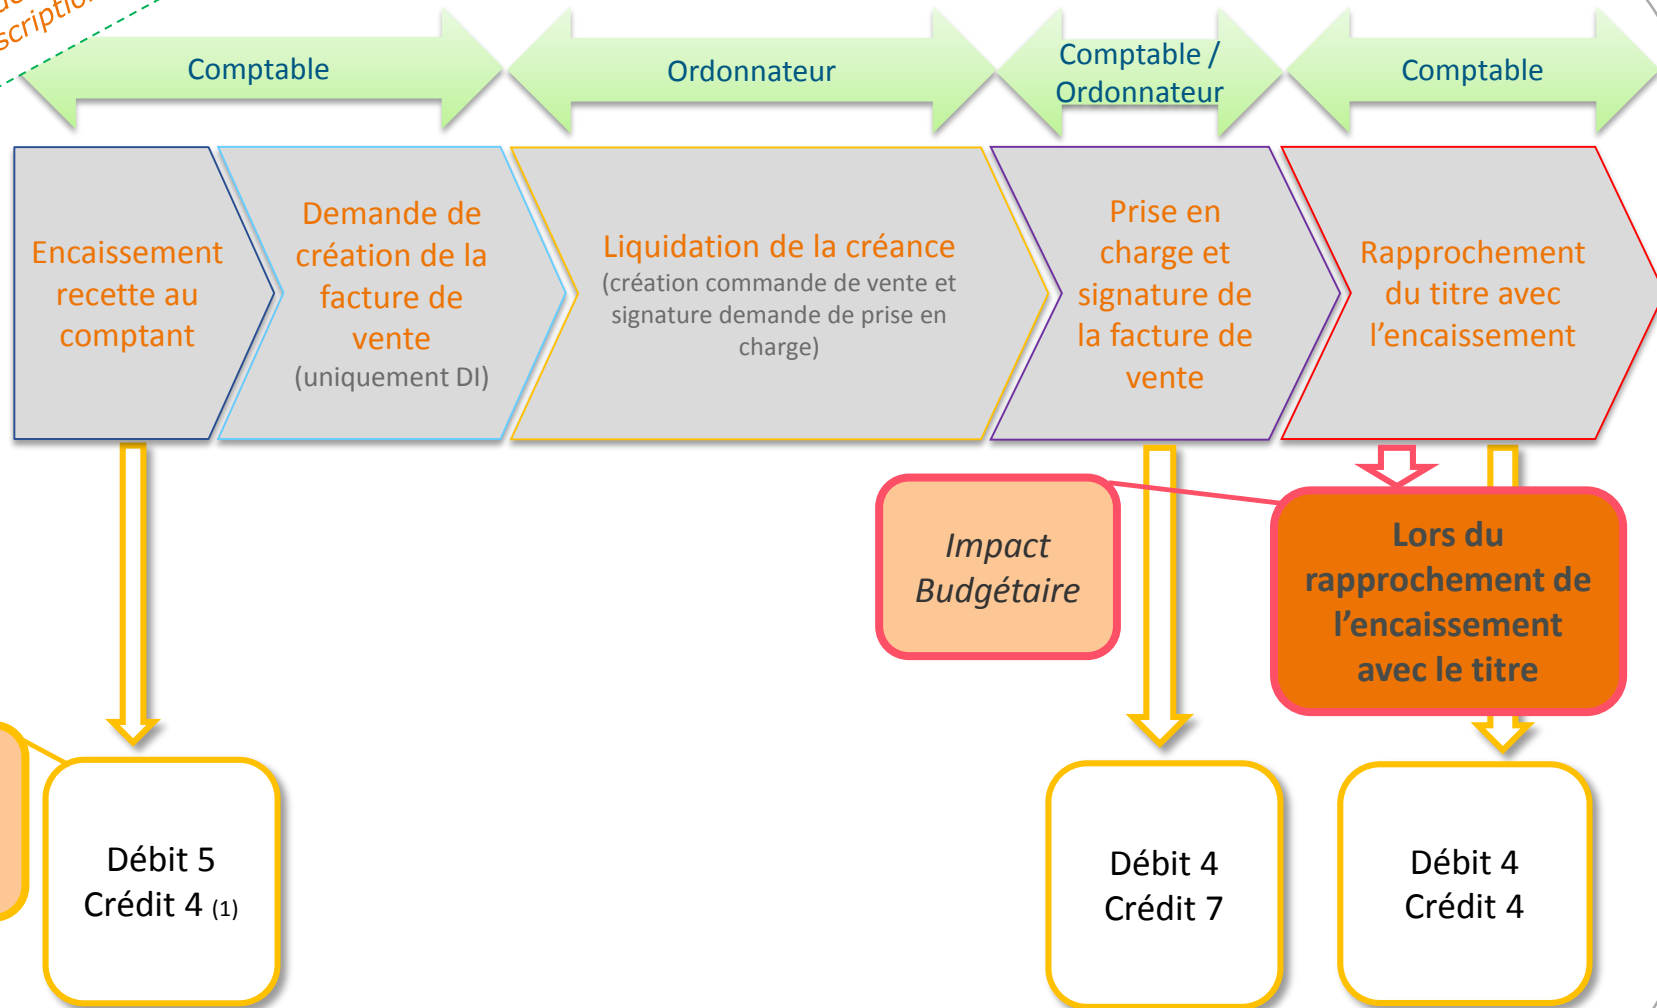 scription
Comptable
Ordonnateur
Comptable /
Ordonnateur
Comptable
Encaissement
recette au
comptant
Demande de
création de la
facture de
vente
(uniquement DI)
Liquidation de la créance
(création commande de vente et
signature demande de prise en
charge)
Prise en
charge et
signature de
la facture de
vente
Rapprochement
du titre avec
l’encaissement
Impact
Budgétaire
Lors du
rapprochement de
l’encaissement
avec le titre
Débit 5
Crédit 4 (1)
Débit 4
Crédit 7
Débit 4
Crédit 4